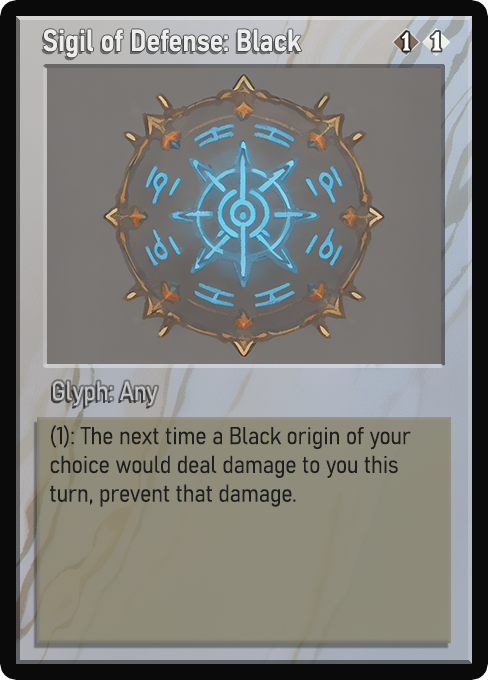 Sigil of Defense: Black 1 1
Glyph: Any
(1): The next time a Black origin of your
choice would deal damage to you this
turn, prevent that damage.